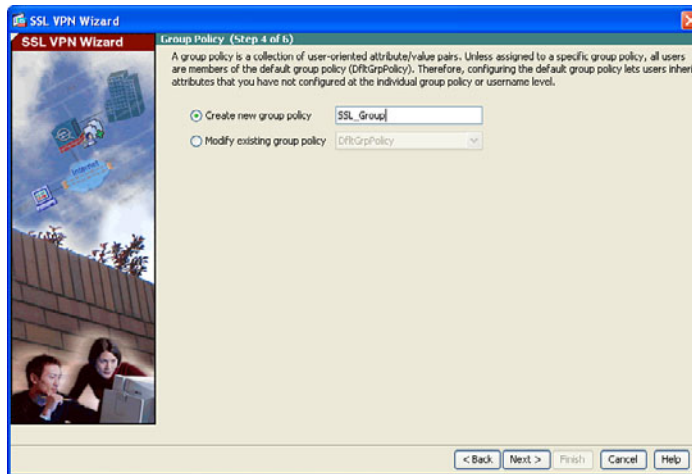 SSL VPN Wizard
SSL VPN Wizard
Group Policy (Step 4 of 6)
A group policy is a collection of user-oriented attribute/value pairs. Unless assigned to a specific group policy, all users
are members of the default group policy (DfltGrpPolicy). Therefore, configuring the default group policy lets users inheri
attributes that you have not configured at the individual group policy or username level.
Create new group policy SSL_Group
Modify existing group policy DfltGrpPolicy
Internet
< Back Next > Finish Cancel Help